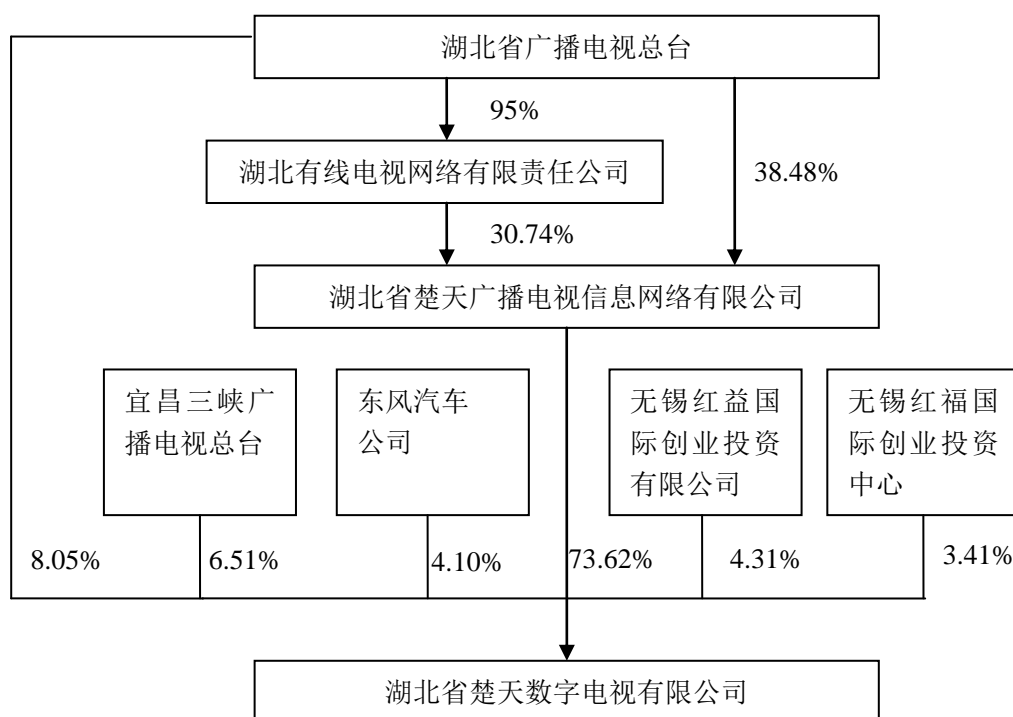 湖北省广播电视总台
95%
湖北有线电视网络有限责任公司
38.48%
30.74%
湖北省楚天广播电视信息网络有限公司
宜昌三峡广
播电视总台
东风汽车
公司
无锡红益国
际创业投资
有限公司
无锡红福国
际创业投资
中心
8.05%
6.51%
4.10%
73.62%
4.31%
3.41%
湖北省楚天数字电视有限公司